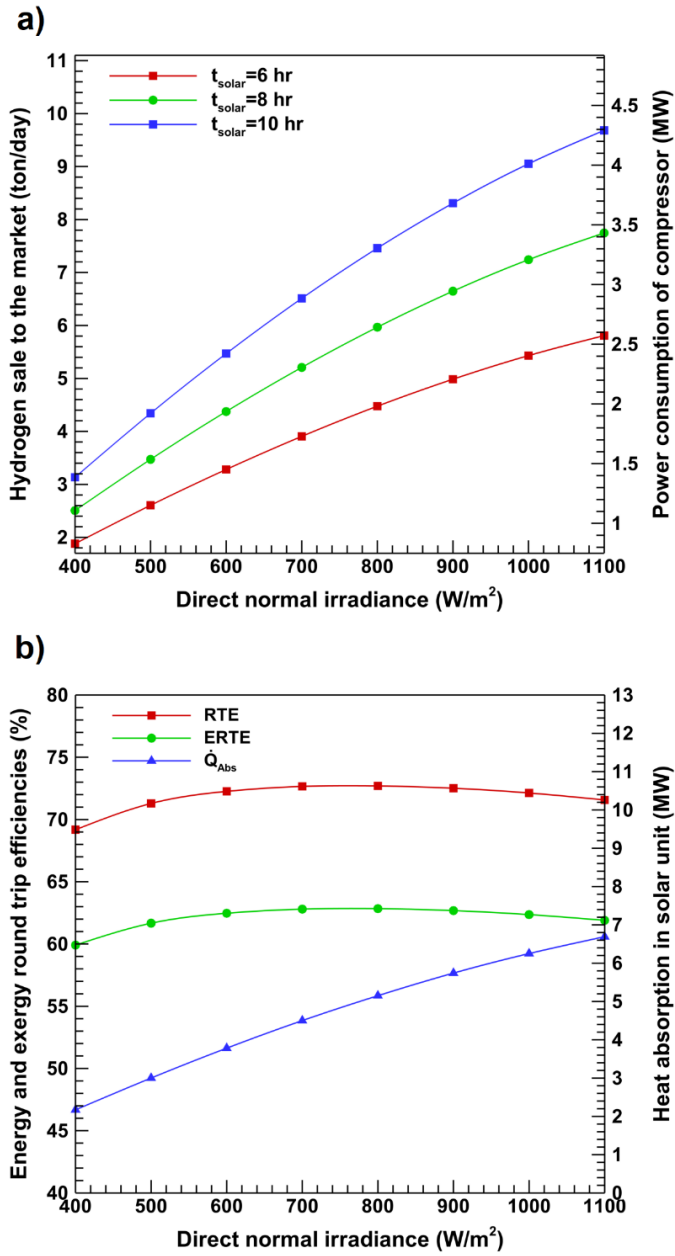 a)
Hydrogen sale to the market (ton/day)
11
10
9
8
7
6
5
4
3
2
t_solar=6 hr
t_solar=8 hr
t_solar=10 hr
4.5
4
3.5
3
2.5
2
1.5
1
Power consumption of compressor (MW)
400 500 600 700 800 900 1000 1100
Direct normal irradiance (W/m²)
b)
Energy and exergy round trip efficiencies (%)
80
75
70
65
60
55
50
45
40
RTE
ERTE
Q̇_Abs
13
12
11
10
9
8
7
6
5
4
3
2
1
0
Heat absorption in solar unit (MW)
400 500 600 700 800 900 1000 1100
Direct normal irradiance (W/m²)